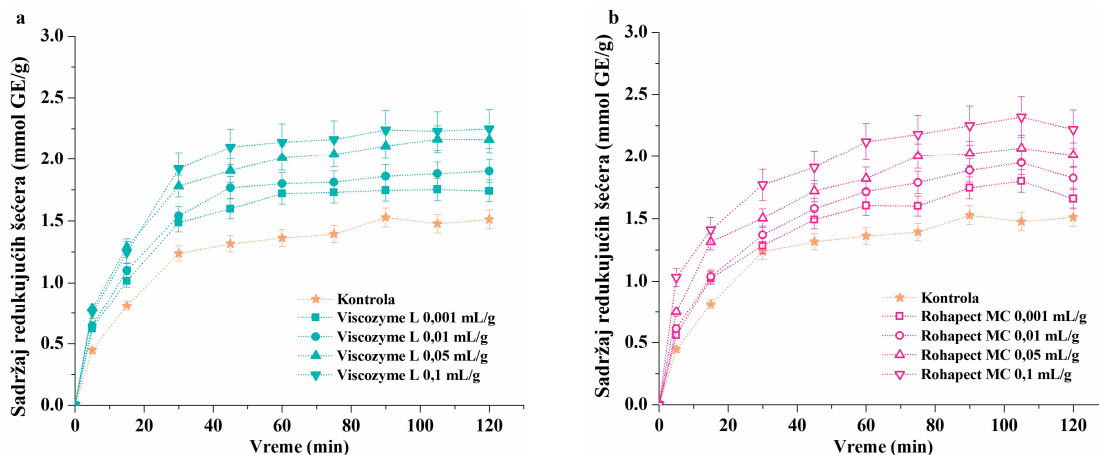 a
Sadržaj redukujućih šećera (mmol GE/g)
3.0
2.5
2.0
1.5
1.0
0.5
0.0
0 20 40 60 80 100 120
Vreme (min)
Kontrola
Viscozyme L 0,001 mL/g
Viscozyme L 0,01 mL/g
Viscozyme L 0,05 mL/g
Viscozyme L 0,1 mL/g
b
Sadržaj redukujućih šećera (mmol GE/g)
3.0
2.5
2.0
1.5
1.0
0.5
0.0
0 20 40 60 80 100 120
Vreme (min)
Kontrola
Rohapect MC 0,001 mL/g
Rohapect MC 0,01 mL/g
Rohapect MC 0,05 mL/g
Rohapect MC 0,1 mL/g